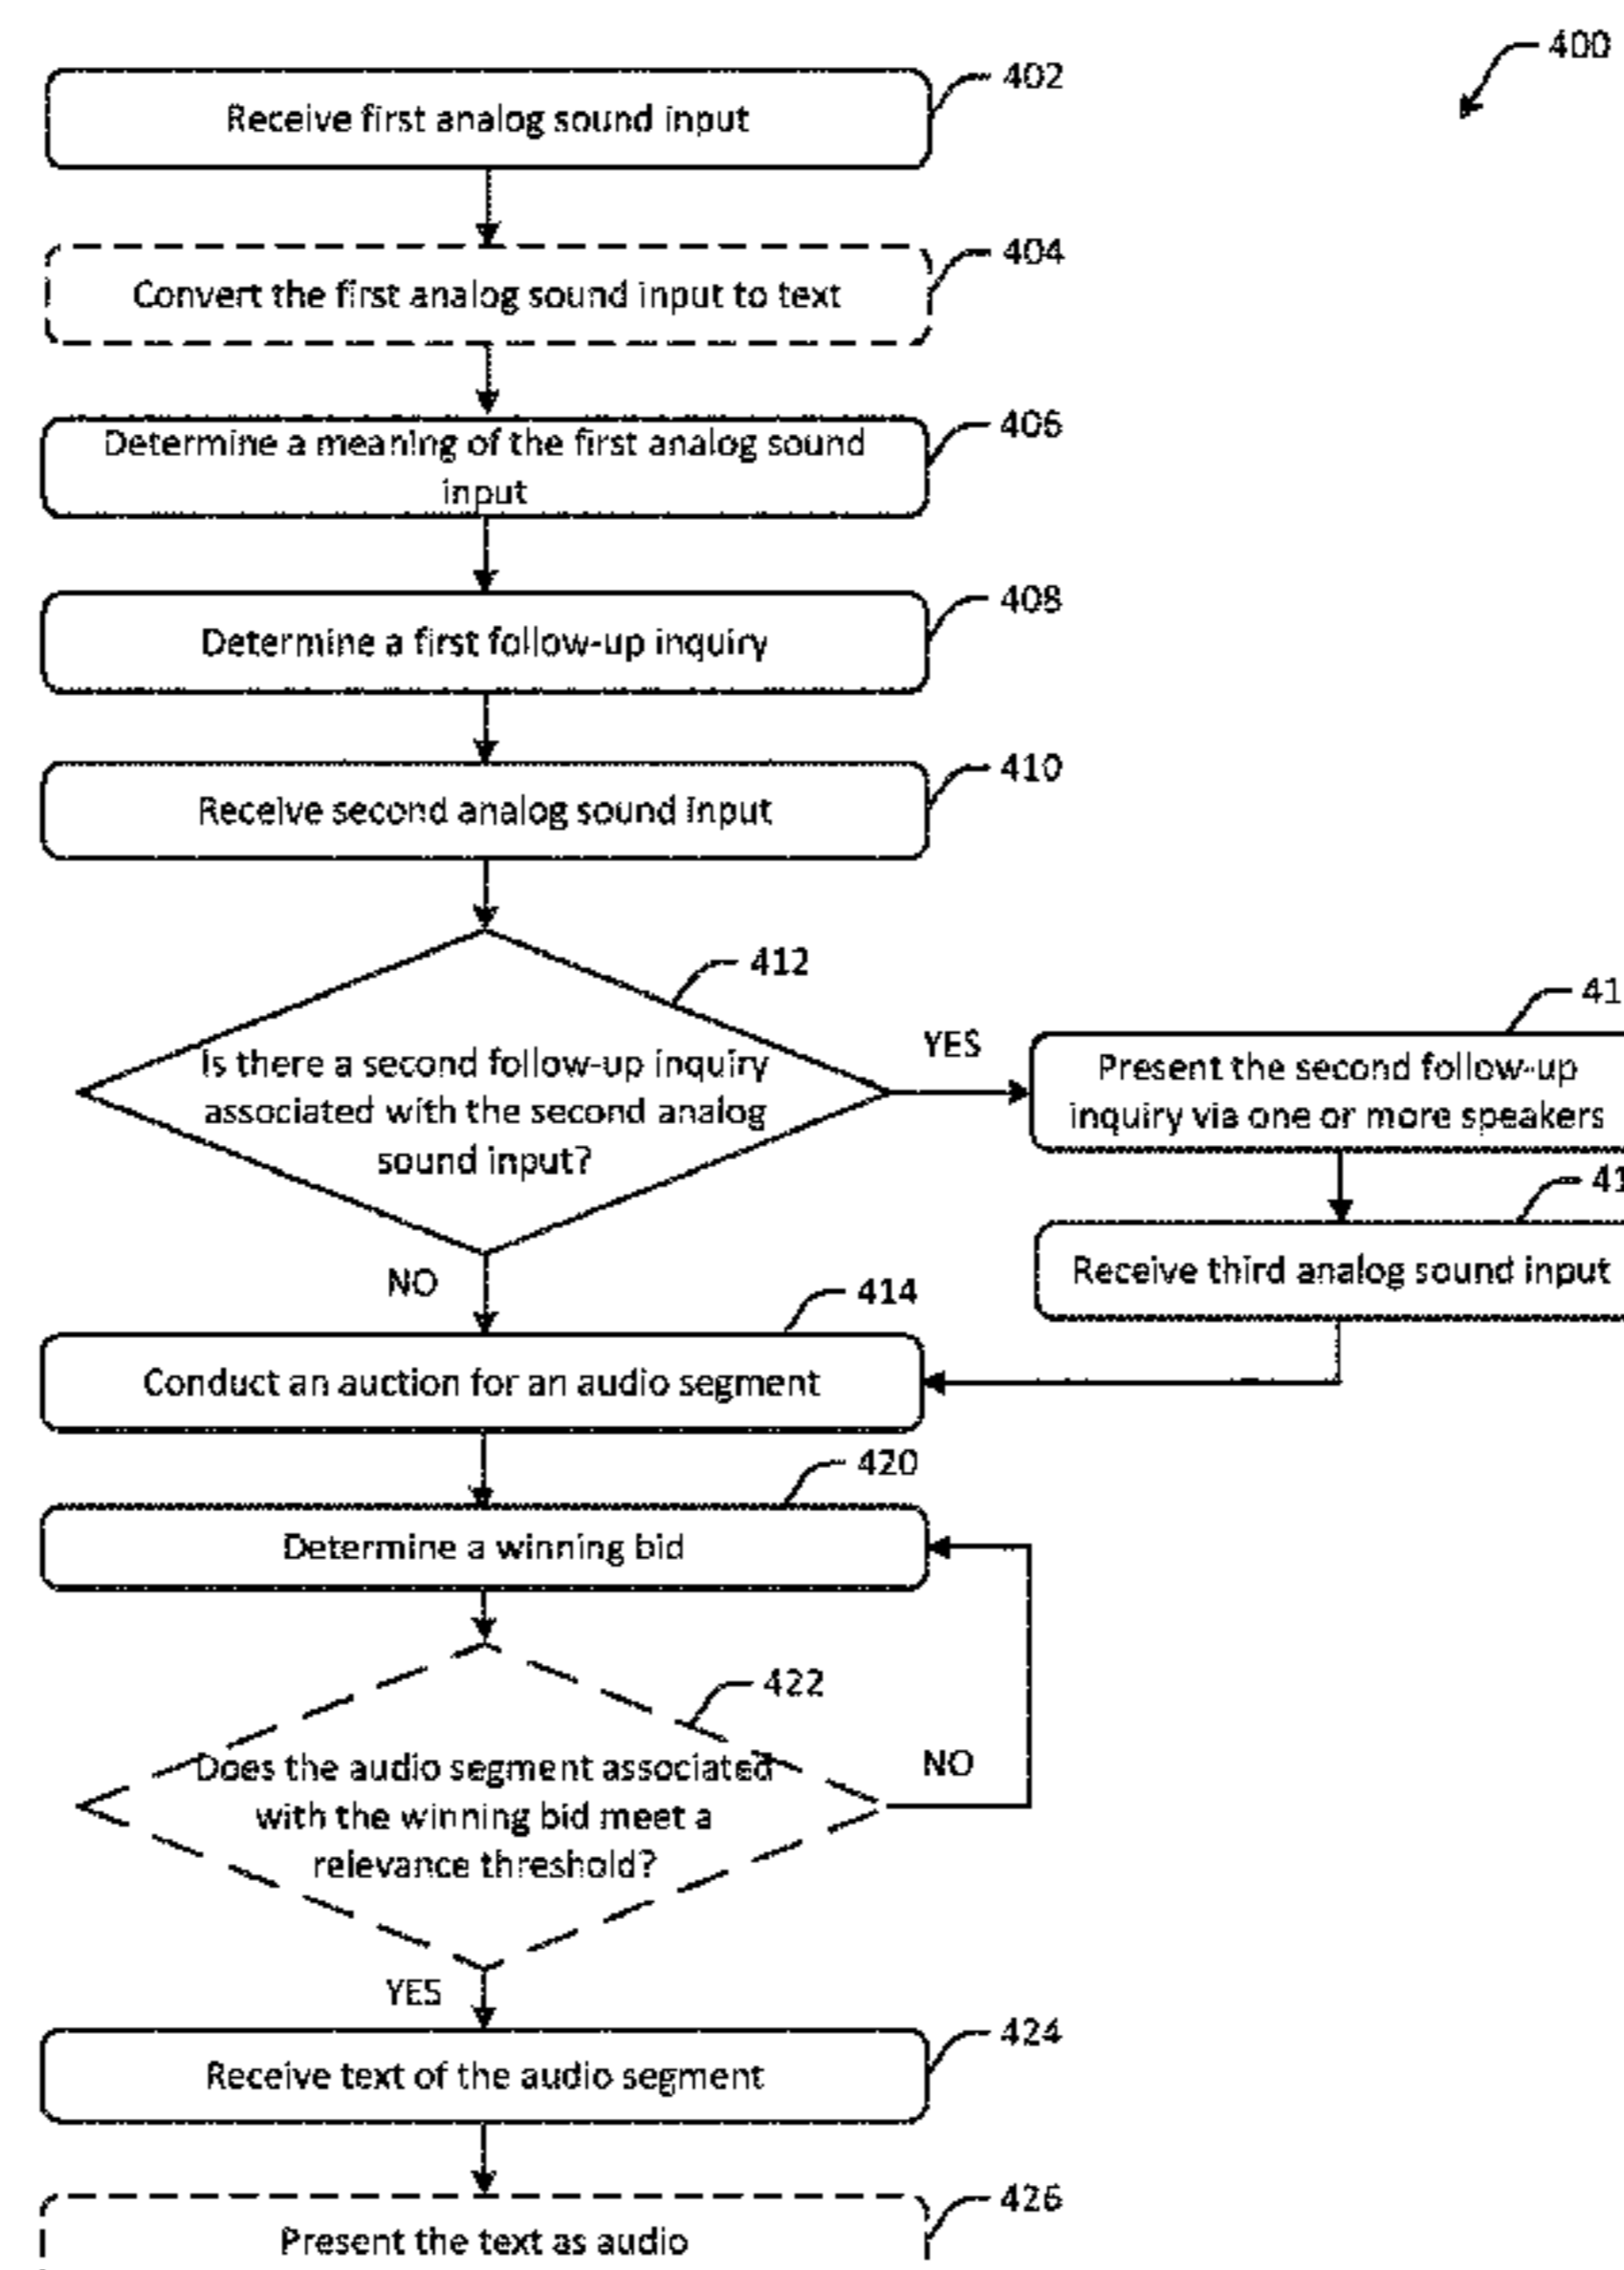 400
402
Receive first analog sound input
404
Convert the first analog sound input to text
406
Determine a meaning of the first analog sound
input
408
Determine a first follow-up inquiry
410
Receive second analog sound input
412
Is there a second follow-up inquiry
associated with the second analog
sound input?
YES
41
Present the second follow-up
inquiry via one or more speakers
41
Receive third analog sound input
NO
414
Conduct an auction for an audio segment
420
Determine a winning bid
422
Does the audio segment associated
with the winning bid meet a
relevance threshold?
NO
YES
424
Receive text of the audio segment
426
Present the text as audio